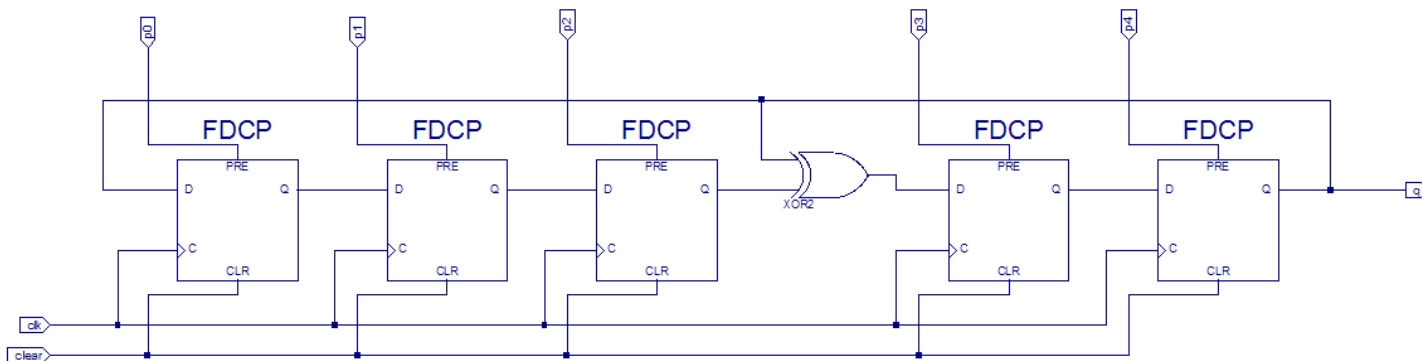 p0 p1 p2 p3 p4
FDCP FDCP FDCP FDCP FDCP
PRE PRE PRE PRE PRE
D Q D Q D Q D Q D Q
XOR2
q
C C C C C
CLR CLR CLR CLR CLR
clk
clear